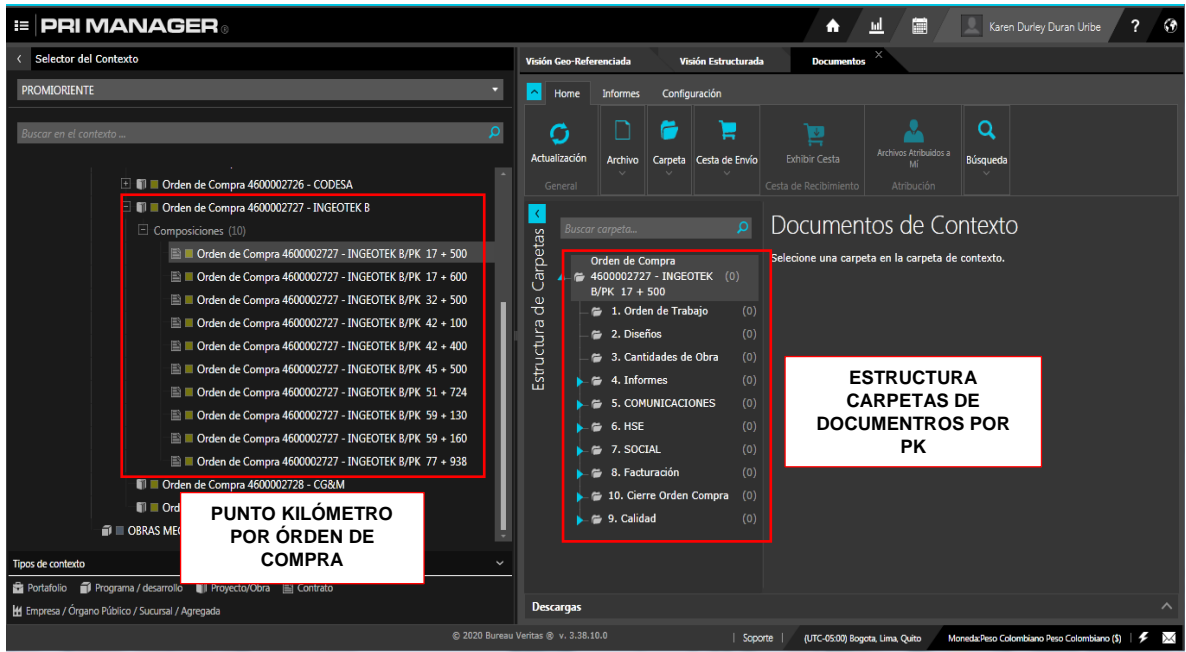 PRI MANAGER ®
Karen Durley Duran Uribe
?
Selector del Contexto
PROMIORIENTE
Buscar en el contexto ...
Orden de Compra 4600002726 - CODESA
Orden de Compra 4600002727 - INGEOTEK B
Composiciones (10)
Orden de Compra 4600002727 - INGEOTEK B/PK 17 + 500
Orden de Compra 4600002727 - INGEOTEK B/PK 17 + 600
Orden de Compra 4600002727 - INGEOTEK B/PK 32 + 500
Orden de Compra 4600002727 - INGEOTEK B/PK 42 + 100
Orden de Compra 4600002727 - INGEOTEK B/PK 42 + 400
Orden de Compra 4600002727 - INGEOTEK B/PK 45 + 500
Orden de Compra 4600002727 - INGEOTEK B/PK 51 + 724
Orden de Compra 4600002727 - INGEOTEK B/PK 59 + 130
Orden de Compra 4600002727 - INGEOTEK B/PK 59 + 160
Orden de Compra 4600002727 - INGEOTEK B/PK 77 + 938
Orden de Compra 4600002728 - CG&M
OBRAS
PUNTO KILÓMETRO
POR ÓRDEN DE
COMPRA
Tipos de contexto
Portafolio Programa / desarrollo Proyecto/Obra Contrato
Empresa / Órgano Público / Sucursal / Agregada
Visión Geo-Referenciada Visión Estructurada Documentos
Home Informes Configuración
Actualización Archivo Carpeta Cesta de Envío Exhibir Cesta Archivos Atribuidos a
Mí Búsqueda
General Cesta de Recibimiento Atribución
Estructura de Carpetas
Buscar carpeta...
Orden de Compra
4600002727 - INGEOTEK (0)
B/PK 17 +
500
1. Orden de Trabajo (0)
2. Diseños (0)
3. Cantidades de Obra (0)
4. Informes (0)
5. COMUNICACIONES (0)
6. HSE (0)
7. SOCIAL (0)
8. Facturación (0)
10. Cierre Orden Compra (0)
9. Calidad (0)
Documentos de Contexto
Selecione una carpeta en la carpeta de contexto.
ESTRUCTURA
CARPETAS DE
DOCUMENTROS POR
PK
Descargas
© 2020 Bureau Veritas ® v. 3.38.10.0 | Soporte | (UTC-05:00) Bogota, Lima, Quito Moneda:Peso Colombiano Peso Colombiano ($)